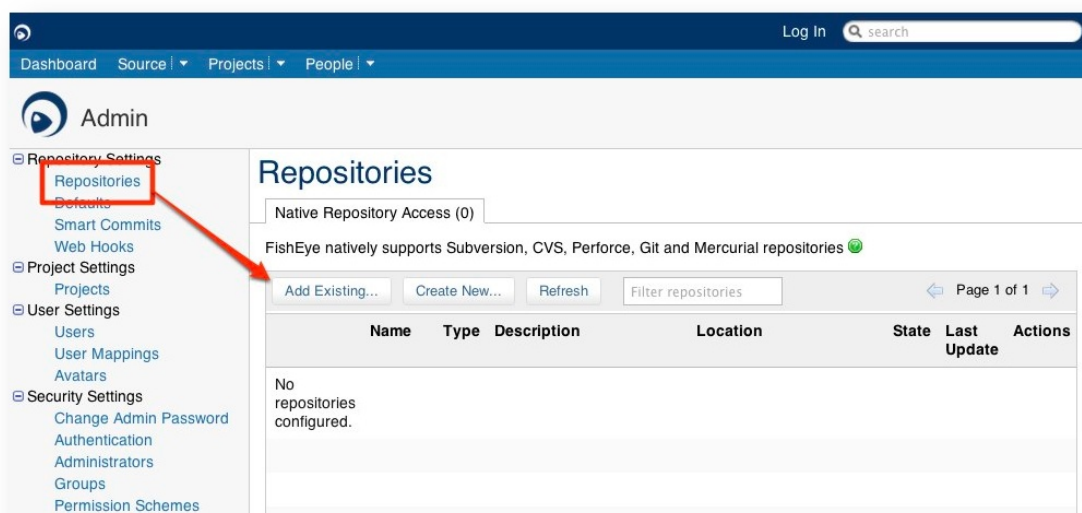 Log In search
Dashboard Source Projects People
Admin
Repository Settings
Repositories
Defaults
Smart Commits
Web Hooks
Project Settings
Projects
User Settings
Users
User Mappings
Avatars
Security Settings
Change Admin Password
Authentication
Administrators
Groups
Permission Schemes
Repositories
Native Repository Access (0)
FishEye natively supports Subversion, CVS, Perforce, Git and Mercurial repositories
Add Existing... Create New... Refresh Filter repositories Page 1 of 1
Name Type Description Location State Last Update Actions
No
repositories
configured.